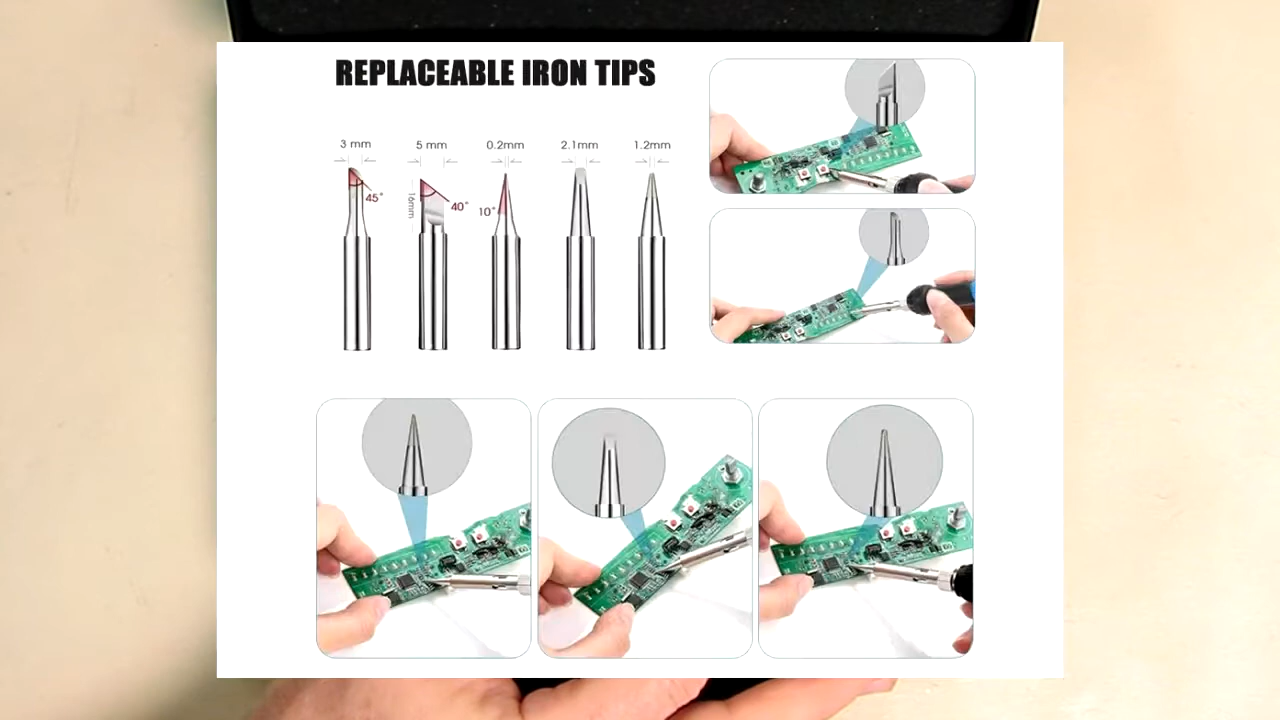 REPLACEABLE IRON TIPS
3 mm
5 mm
0.2mm
2.1mm
1.2mm
45°
16mm
40°
10°